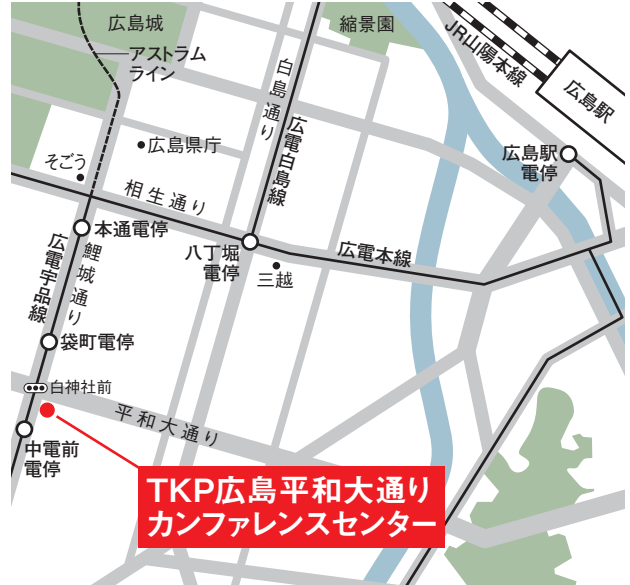 広島城
縮景園
アストラム
ライン
JR山陽本線
広島駅
白島通り
広電白島線
広島県庁
そごう
広島駅
電停
相生通り
本通電停
八丁堀
電停
広電本線
三越
鯉城通り
広電宇品線
袋町電停
白神社前
平和大通り
中電前
電停
TKP広島平和大通り
カンファレンスセンター